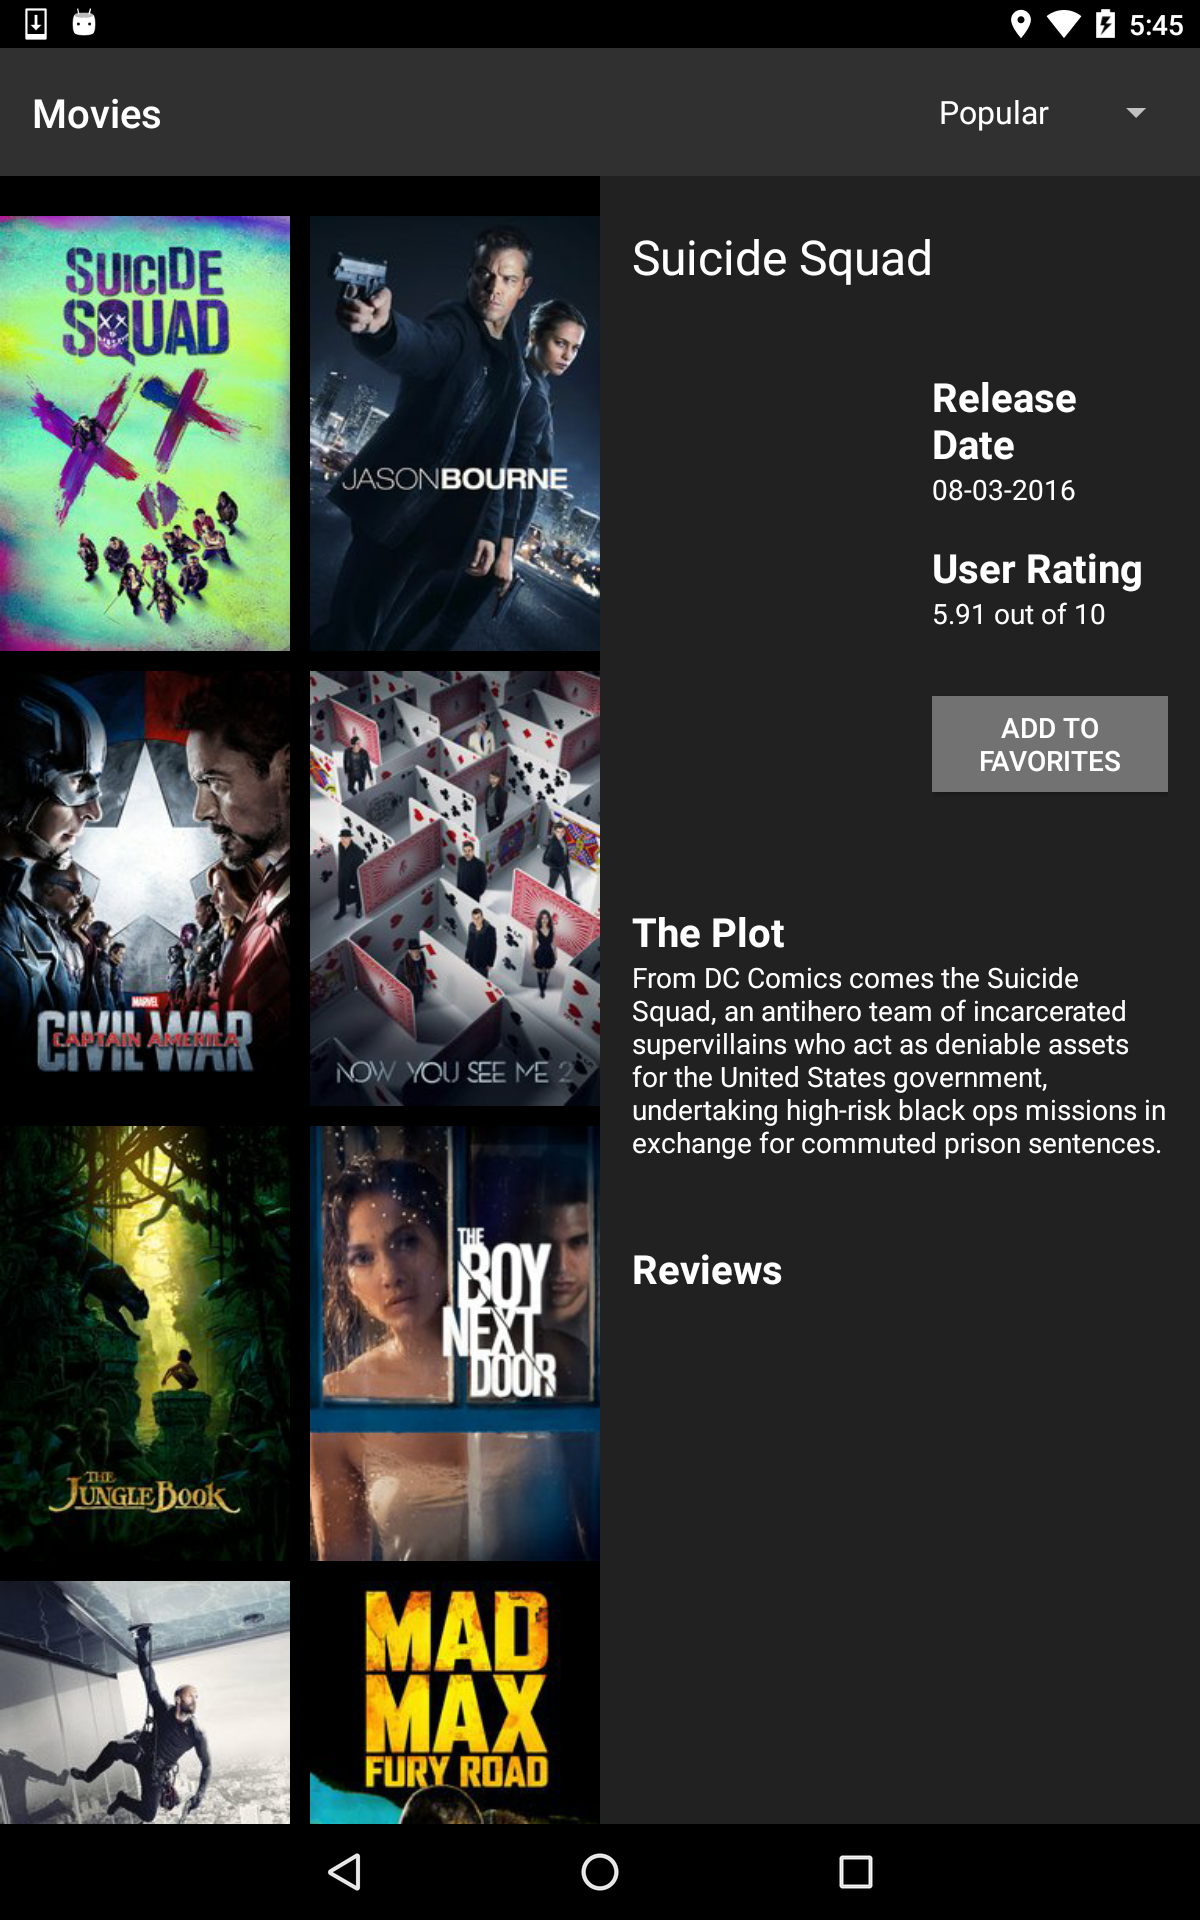 5:45
Movies
Popular
SUICIDE
SQUAD
JASONBOURNE
MARVEL
CIVIL WAR
CAPTAIN AMERICA
NOW YOU SEE ME 2
THE
JUNGLE BOOK
THE
BOY
NEXT
DOOR
MAD
MAX
FURY ROAD
Suicide Squad
Release
Date
08-03-2016
User Rating
5.91 out of 10
ADD TO
FAVORITES
The Plot
From DC Comics comes the Suicide
Squad, an antihero team of incarcerated
supervillains who act as deniable assets
for the United States government,
undertaking high-risk black ops missions in
exchange for commuted prison sentences.
Reviews